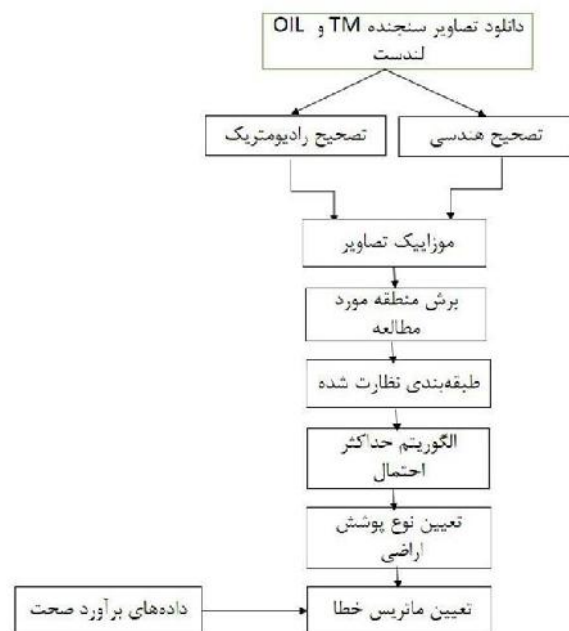 دانلود تصاویر سنجنده TM و OIL
لندست
تصحیح هندسی
تصحیح رادیومتریک
موزاییک تصاویر
برش منطقه مورد
مطالعه
طبقه‌بندی نظارت شده
الگوریتم حداکثر
احتمال
تعیین نوع پوشش
اراضی
تعیین ماتریس خطا
داده‌های برآورد صحت